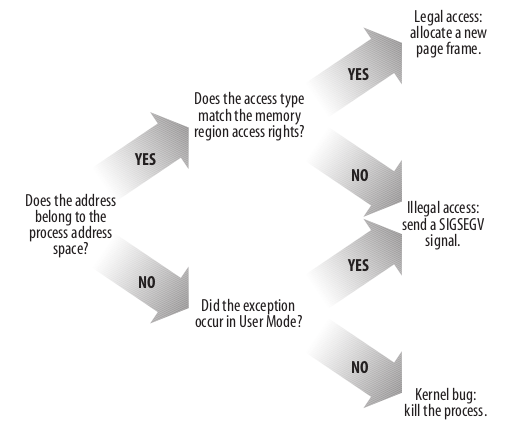 Legal access:
allocate a new
page frame.
YES
Does the access type
match the memory
region access rights?
YES
NO
Does the address
belong to the
process address
space?
Illegal access:
send a SIGSEGV
signal.
YES
NO
Did the exception
occur in User Mode?
NO
Kernel bug:
kill the process.